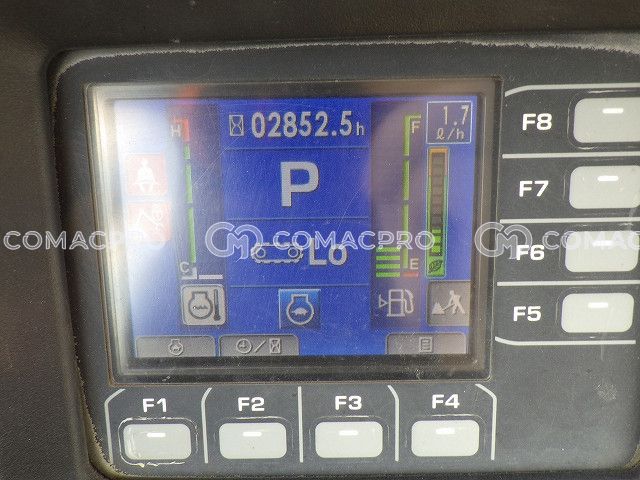 H
02852.5h
F
1.7
ℓ/h
P
Lo
C
E
COMACPRO
COMACPRO
COMACPRO
F8
F7
F6
F5
F1
F2
F3
F4